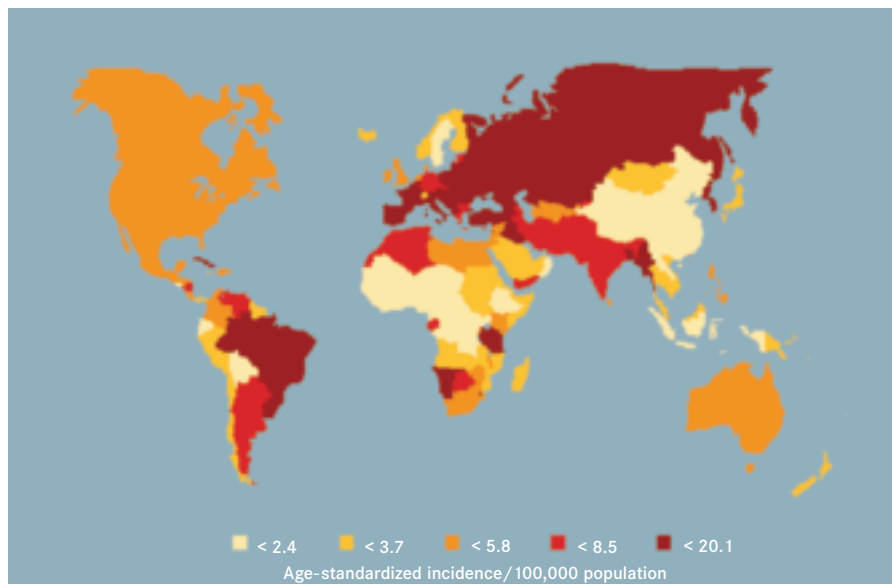 < 2.4 < 3.7 < 5.8 < 8.5 < 20.1
Age-standardized incidence/100,000 population